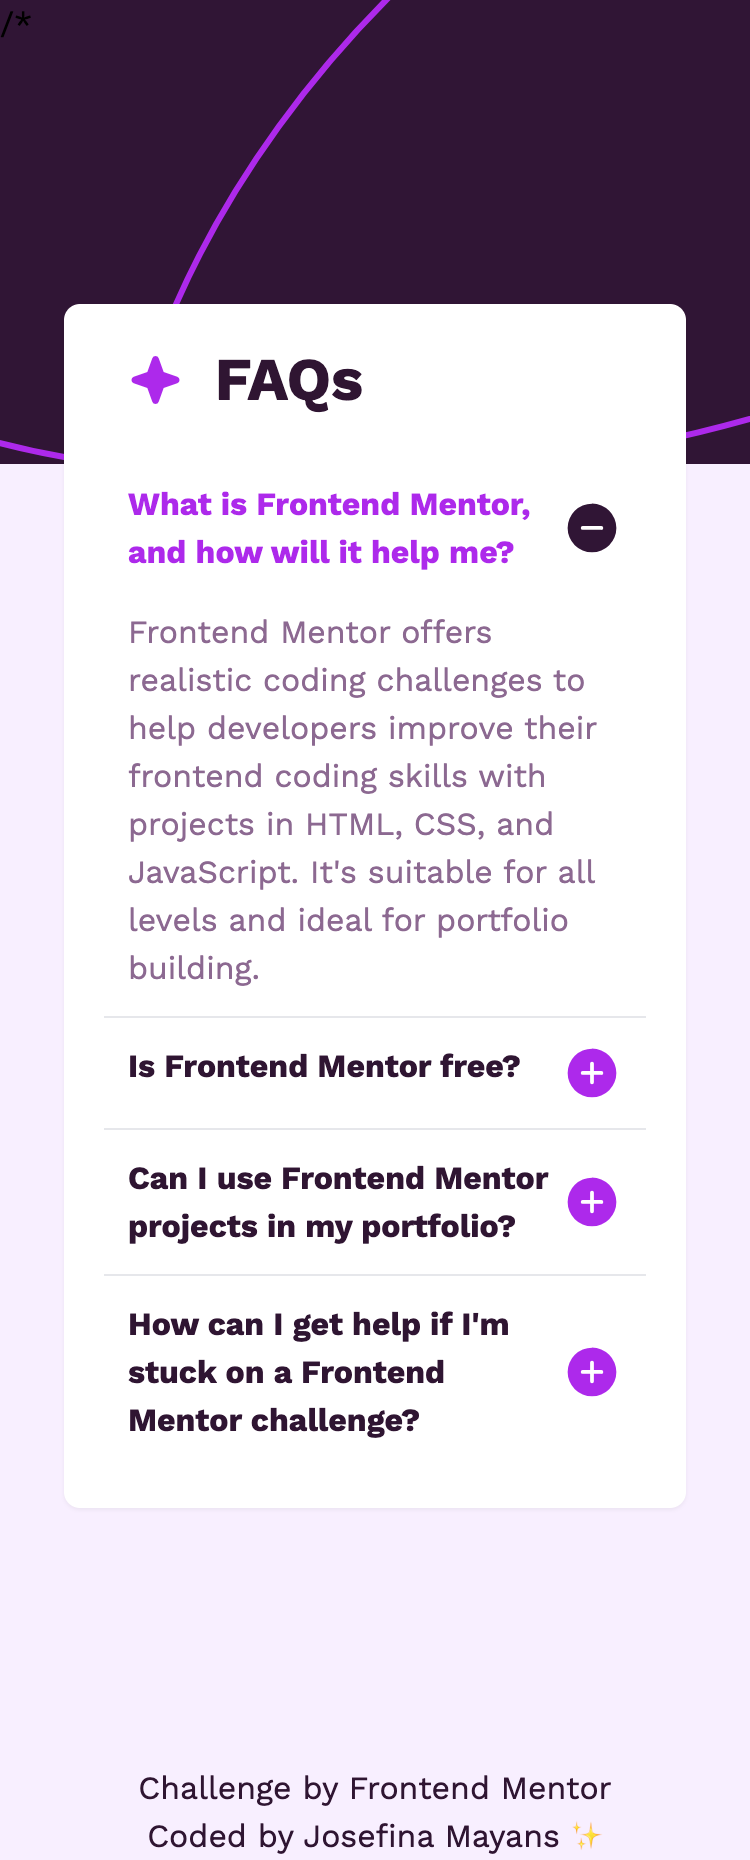 /*
FAQs
What is Frontend Mentor,
and how will it help me?
Frontend Mentor offers
realistic coding challenges to
help developers improve their
frontend coding skills with
projects in HTML, CSS, and
JavaScript. It's suitable for all
levels and ideal for portfolio
building.
Is Frontend Mentor free?
Can I use Frontend Mentor
projects in my portfolio?
How can I get help if I'm
stuck on a Frontend
Mentor challenge?
Challenge by Frontend Mentor
Coded by Josefina Mayans ✨